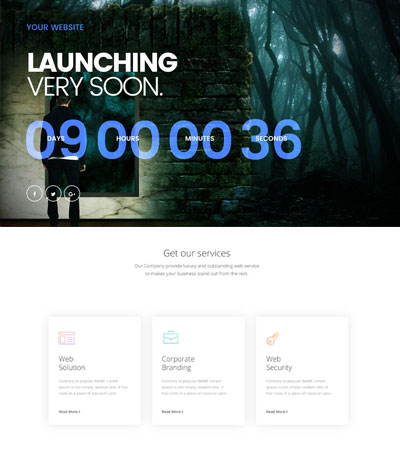 YOUR WEBSITE
LAUNCHING
VERY SOON.
09 00 00 36
DAYS HOURS MINUTES SECONDS
f G+
Get our services
Our Company provide luxury and outstanding web service
to makes your business stand out from the rest.
Web
Solution
Contrary to popular belief, Lorem
Ipsum is not simply random text. It
has roots in a piece of classical Latin.
Read More
Corporate
Branding
Contrary to popular belief, Lorem
Ipsum is not simply random text. It
has roots in a piece of classical Latin.
Read More
Web
Security
Contrary to popular belief, Lorem
Ipsum is not simply random text. It
has roots in a piece of classical Latin.
Read More